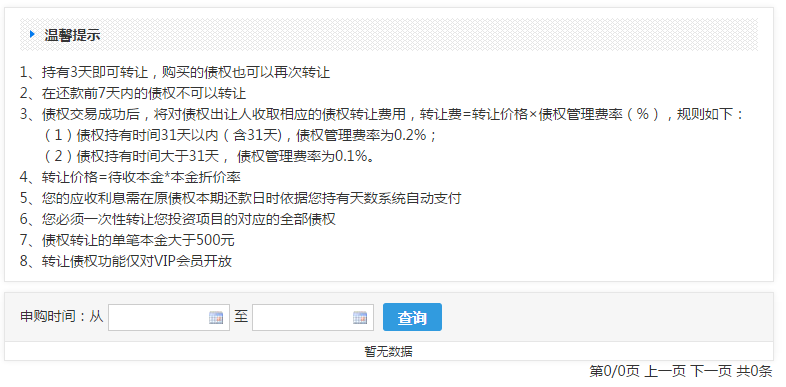 温馨提示
1、持有3天即可转让，购买的债权也可以再次转让
2、在还款前7天内的债权不可以转让
3、债权交易成功后，将对债权出让人收取相应的债权转让费用，转让费=转让价格×债权管理费率（%），规则如下：
（1）债权持有时间31天以内（含31天)，债权管理费率为0.2%；
（2）债权持有时间大于31天， 债权管理费率为0.1%。
4、转让价格=待收本金*本金折价率
5、您的应收利息需在原债权本期还款日时依据您持有天数系统自动支付
6、您必须一次性转让您投资项目的对应的全部债权
7、债权转让的单笔本金大于500元
8、转让债权功能仅对VIP会员开放
申购时间：从 至 查询
暂无数据
第0/0页 上一页 下一页 共0条